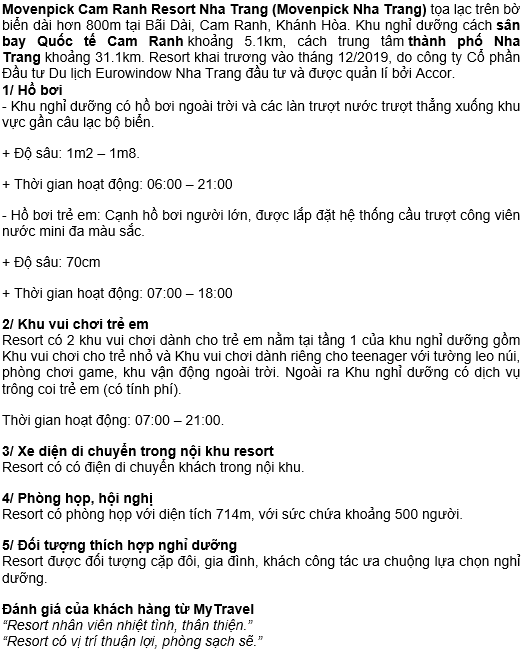 Movenpick Cam Ranh Resort Nha Trang (Movenpick Nha Trang) tọa lạc trên bờ
biển dài hơn 800m tại Bãi Dài, Cam Ranh, Khánh Hòa. Khu nghỉ dưỡng cách sân
bay Quốc tế Cam Ranh khoảng 5.1km, cách trung tâm thành phố Nha
Trang khoảng 31.1km. Resort khai trương vào tháng 12/2019, do công ty Cổ phần
Đầu tư Du lịch Eurowindow Nha Trang đầu tư và được quản lí bởi Accor.
1/ Hồ bơi
- Khu nghỉ dưỡng có hồ bơi ngoài trời và các làn trượt nước trượt thẳng xuống khu
vực gần câu lạc bộ biển.
+ Độ sâu: 1m2 – 1m8.
+ Thời gian hoạt động: 06:00 – 21:00
- Hồ bơi trẻ em: Cạnh hồ bơi người lớn, được lắp đặt hệ thống cầu trượt công viên
nước mini đa màu sắc.
+ Độ sâu: 70cm
+ Thời gian hoạt động: 07:00 – 18:00
2/ Khu vui chơi trẻ em
Resort có 2 khu vui chơi dành cho trẻ em nằm tại tầng 1 của khu nghỉ dưỡng gồm
Khu vui chơi cho trẻ nhỏ và Khu vui chơi dành riêng cho teenager với tường leo núi,
phòng chơi game, khu vận động ngoài trời. Ngoài ra Khu nghỉ dưỡng có dịch vụ
trông coi trẻ em (có tính phí).
Thời gian hoạt động: 07:00 – 21:00.
3/ Xe diện di chuyển trong nội khu resort
Resort có có điện di chuyển khách trong nội khu.
4/ Phòng họp, hội nghị
Resort có phòng họp với diện tích 714m, với sức chứa khoảng 500 người.
5/ Đối tượng thích hợp nghỉ dưỡng
Resort được đối tượng cặp đôi, gia đình, khách công tác ưa chuộng lựa chọn nghỉ
dưỡng.
Đánh giá của khách hàng từ MyTravel
“Resort nhân viên nhiệt tình, thân thiện.”
“Resort có vị trí thuận lợi, phòng sạch sẽ.”